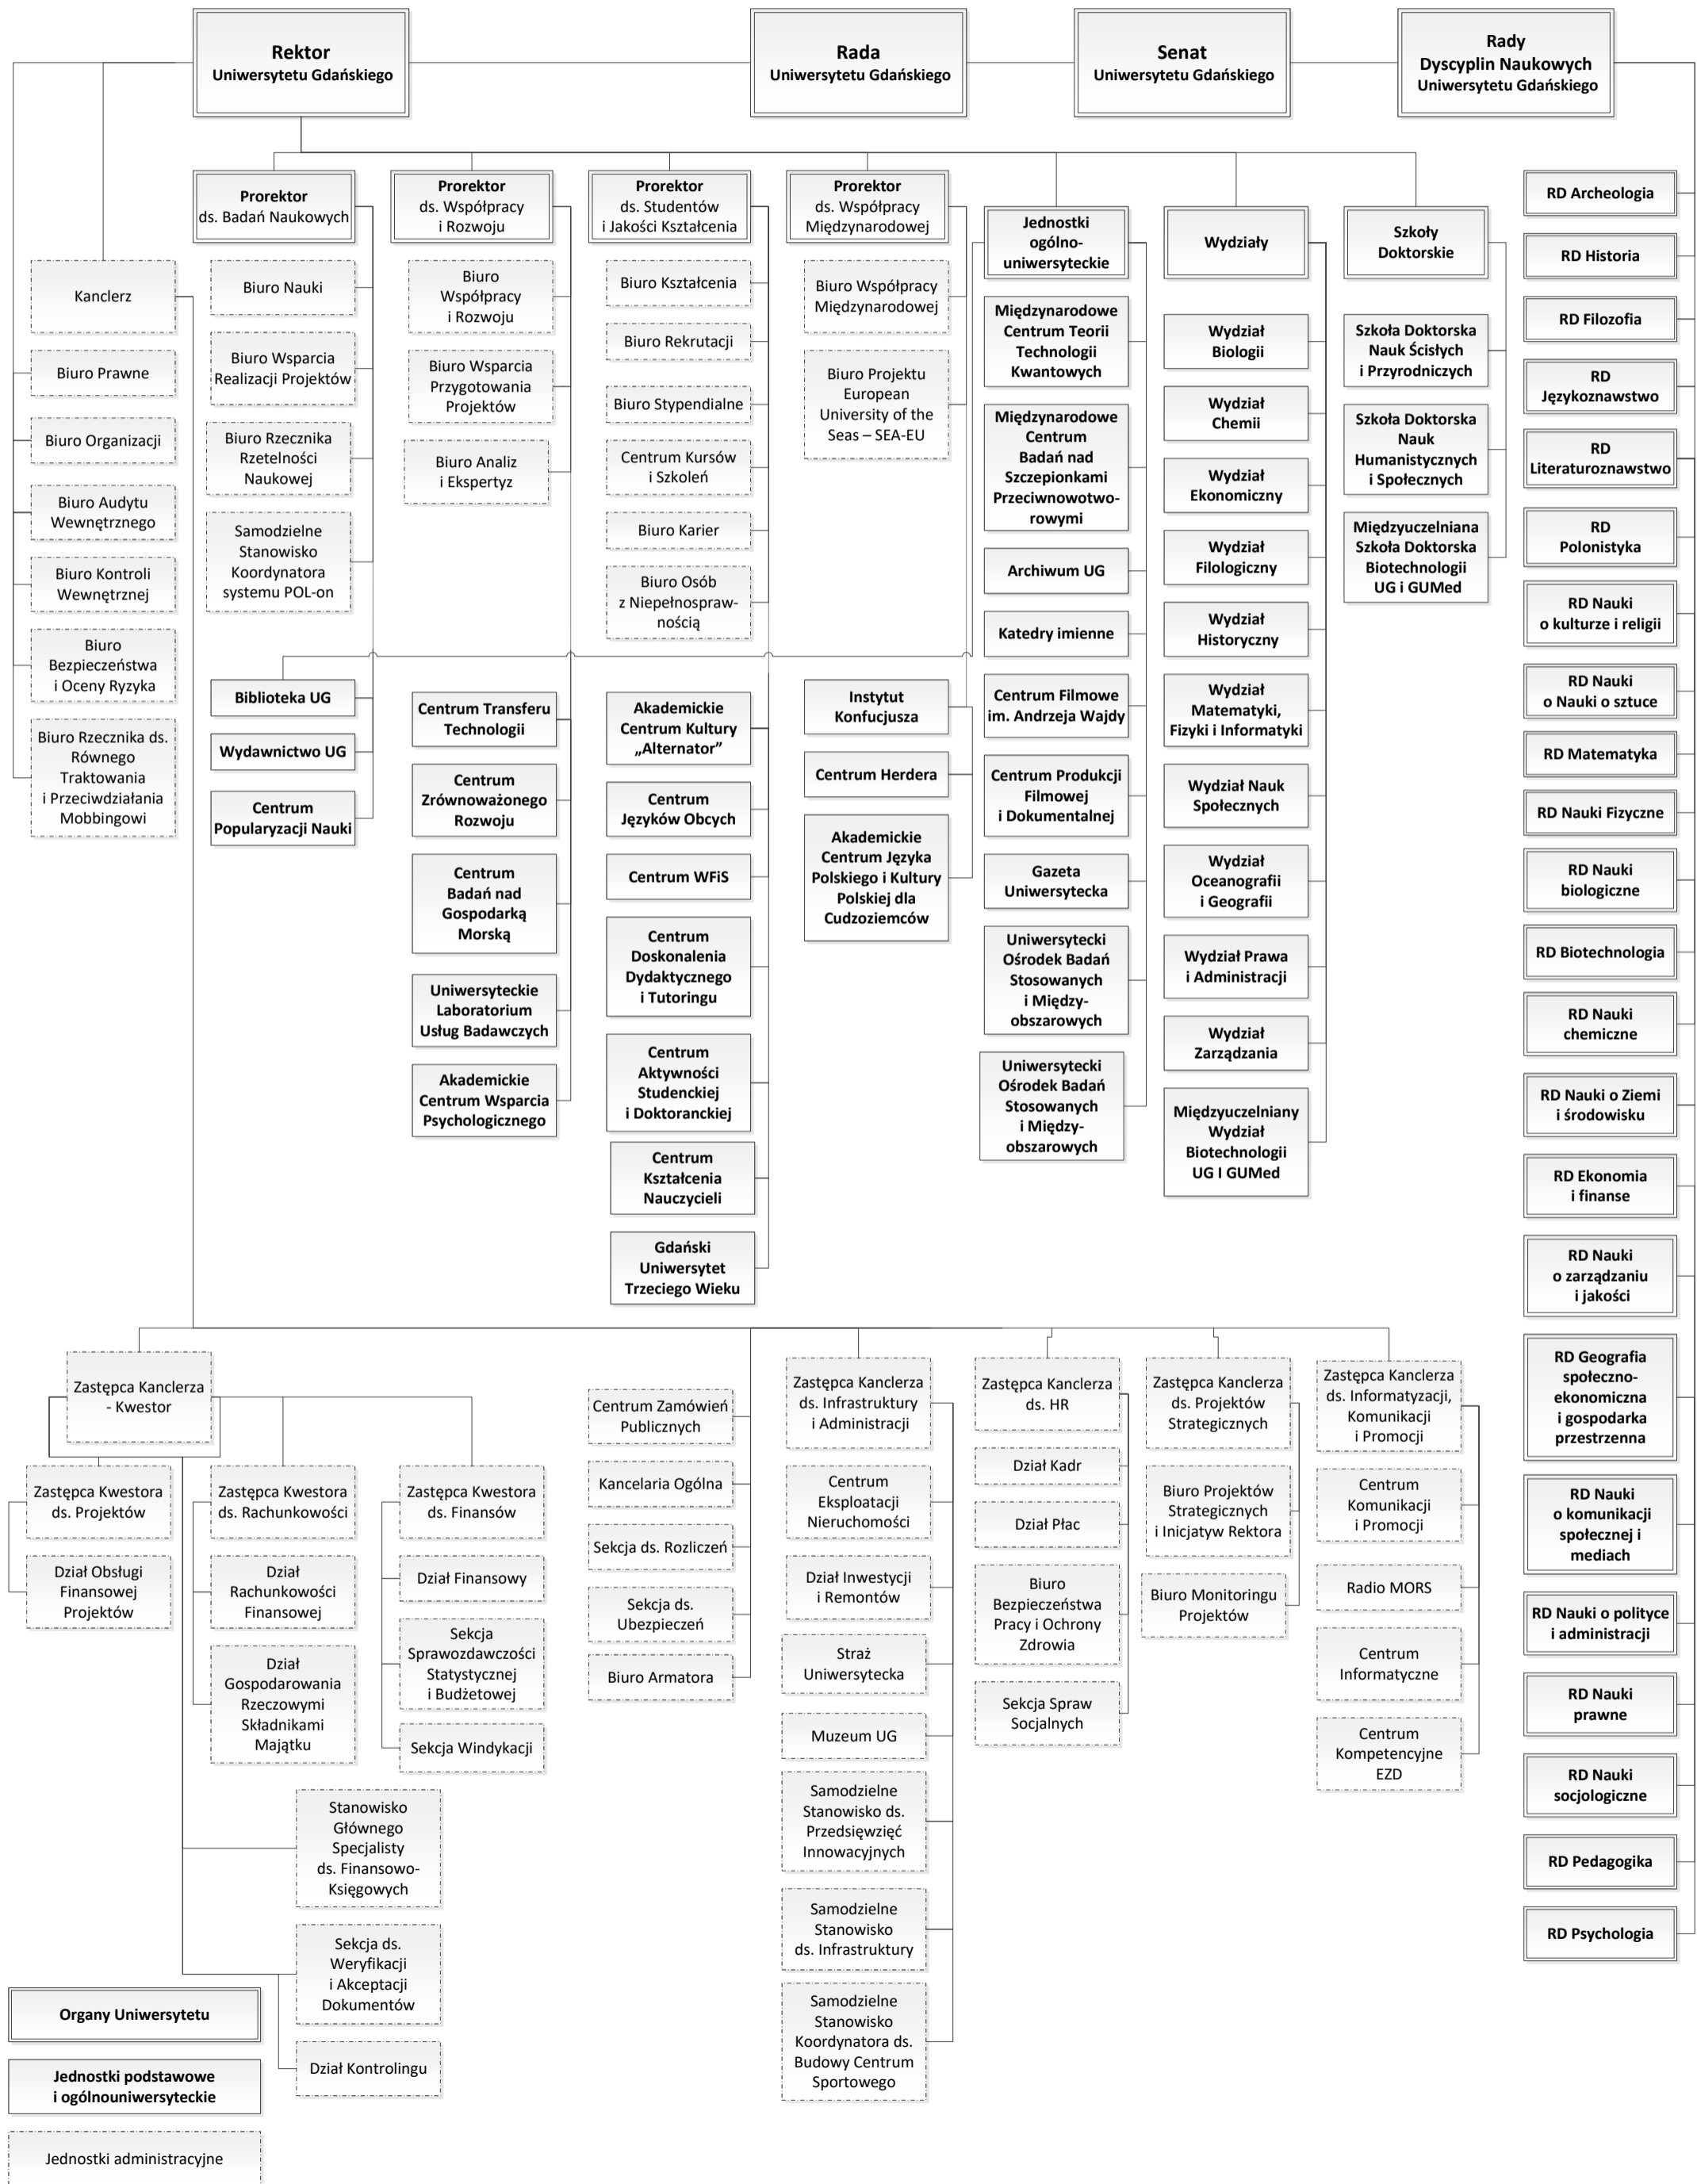 Rektor
Uniwersytetu Gdańskiego
Rada
Uniwersytetu Gdańskiego
Senat
Uniwersytetu Gdańskiego
Rady
Dyscyplin Naukowych
Uniwersytetu Gdańskiego
Kanclerz
Biuro Prawne
Biuro Organizacji
Biuro Audytu
Wewnętrznego
Biuro Kontroli
Wewnętrznej
Biuro
Bezpieczeństwa
i Oceny Ryzyka
Biuro Rzecznika ds.
Równego
Traktowania
i Przeciwdziałania
Mobbingowi
Prorektor
ds. Badań Naukowych
Biuro Nauki
Biuro Wsparcia
Realizacji Projektów
Biuro Rzecznika
Rzetelności
Naukowej
Samodzielne
Stanowisko
Koordynatora
systemu POL-on
Biblioteka UG
Wydawnictwo UG
Centrum
Popularyzacji Nauki
Prorektor
ds. Współpracy
i Rozwoju
Biuro
Współpracy
i Rozwoju
Biuro Wsparcia
Przygotowania
Projektów
Biuro Analiz
i Ekspertyz
Centrum Transferu
Technologii
Centrum
Zrównoważonego
Rozwoju
Centrum
Badań nad
Gospodarką
Morską
Uniwersyteckie
Laboratorium
Usług Badawczych
Akademickie
Centrum Wsparcia
Psychologicznego
Prorektor
ds. Studentów
i Jakości Kształcenia
Biuro Kształcenia
Biuro Rekrutacji
Biuro Stypendialne
Centrum Kursów
i Szkoleń
Biuro Karier
Biuro Osób
z Niepełnospraw-
nością
Akademickie
Centrum Kultury
„Alternator”
Centrum
Języków Obcych
Centrum WFiS
Centrum
Doskonalenia
Dydaktycznego
i Tutoringu
Centrum
Aktywności
Studenckiej
i Doktoranckiej
Centrum
Kształcenia
Nauczycieli
Gdański
Uniwersytet
Trzeciego Wieku
Prorektor
ds. Współpracy
Międzynarodowej
Biuro Współpracy
Międzynarodowej
Biuro Projektu
European
University of the
Seas – SEA-EU
Instytut
Konfucjusza
Centrum Herdera
Akademickie
Centrum Języka
Polskiego i Kultury
Polskiej dla
Cudzoziemców
Jednostki
ogólno-
uniwersyteckie
Międzynarodowe
Centrum Teorii
Technologii
Kwantowych
Międzynarodowe
Centrum
Badań nad
Szczepionkami
Przeciwnowotwo-
rowymi
Archiwum UG
Katedry imienne
Centrum Filmowe
im. Andrzeja Wajdy
Centrum Produkcji
Filmowej
i Dokumentalnej
Gazeta
Uniwersytecka
Uniwersytecki
Ośrodek Badań
Stosowanych
i Między-
obszarowych
Uniwersytecki
Ośrodek Badań
Stosowanych
i Między-
obszarowych
Wydziały
Wydział
Biologii
Wydział
Chemii
Wydział
Ekonomiczny
Wydział
Filologiczny
Wydział
Historyczny
Wydział
Matematyki,
Fizyki i Informatyki
Wydział Nauk
Społecznych
Wydział
Oceanografii
i Geografii
Wydział Prawa
i Administracji
Wydział
Zarządzania
Międzyuczelniany
Wydział
Biotechnologii
UG I GUMed
Szkoły
Doktorskie
Szkoła Doktorska
Nauk Ścisłych
i Przyrodniczych
Szkoła Doktorska
Nauk
Humanistycznych
i Społecznych
Międzyuczelniana
Szkoła Doktorska
Biotechnologii
UG i GUMed
RD Archeologia
RD Historia
RD Filozofia
RD
Językoznawstwo
RD
Literaturoznawstwo
RD
Polonistyka
RD Nauki
o kulturze i religii
RD Nauki
o Nauki o sztuce
RD Matematyka
RD Nauki Fizyczne
RD Nauki
biologiczne
RD Biotechnologia
RD Nauki
chemiczne
RD Nauki o Ziemi
i środowisku
RD Ekonomia
i finanse
RD Nauki
o zarządzaniu
i jakości
RD Geografia
społeczno-
ekonomiczna
i gospodarka
przestrzenna
RD Nauki
o komunikacji
społecznej i
mediach
RD Nauki o polityce
i administracji
RD Nauki
prawne
RD Nauki
socjologiczne
RD Pedagogika
RD Psychologia
Zastępca Kanclerza
- Kwestor
Zastępca Kwestora
ds. Projektów
Dział Obsługi
Finansowej
Projektów
Zastępca Kwestora
ds. Rachunkowości
Dział
Rachunkowości
Finansowej
Dział
Gospodarowania
Rzeczowymi
Składnikami
Majątku
Zastępca Kwestora
ds. Finansów
Dział Finansowy
Sekcja
Sprawozdawczości
Statystycznej
i Budżetowej
Sekcja Windykacji
Stanowisko
Głównego
Specjalisty
ds. Finansowo-
Księgowych
Sekcja ds.
Weryfikacji
i Akceptacji
Dokumentów
Dział Kontrolingu
Centrum Zamówień
Publicznych
Kancelaria Ogólna
Sekcja ds. Rozliczeń
Sekcja ds.
Ubezpieczeń
Biuro Armatora
Zastępca Kanclerza
ds. Infrastruktury
i Administracji
Centrum
Eksploatacji
Nieruchomości
Dział Inwestycji
i Remontów
Straż
Uniwersytecka
Muzeum UG
Samodzielne
Stanowisko ds.
Przedsięwzięć
Innowacyjnych
Samodzielne
Stanowisko
ds. Infrastruktury
Samodzielne
Stanowisko
Koordynatora ds.
Budowy Centrum
Sportowego
Zastępca Kanclerza
ds. HR
Dział Kadr
Dział Płac
Biuro
Bezpieczeństwa
Pracy i Ochrony
Zdrowia
Sekcja Spraw
Socjalnych
Zastępca Kanclerza
ds. Projektów
Strategicznych
Biuro Projektów
Strategicznych
i Inicjatyw Rektora
Biuro Monitoringu
Projektów
Zastępca Kanclerza
ds. Informatyzacji,
Komunikacji
i Promocji
Centrum
Komunikacji
i Promocji
Radio MORS
Centrum
Informatyczne
Centrum
Kompetencyjne
EZD
Organy Uniwersytetu
Jednostki podstawowe
i ogólnouniwersyteckie
Jednostki administracyjne